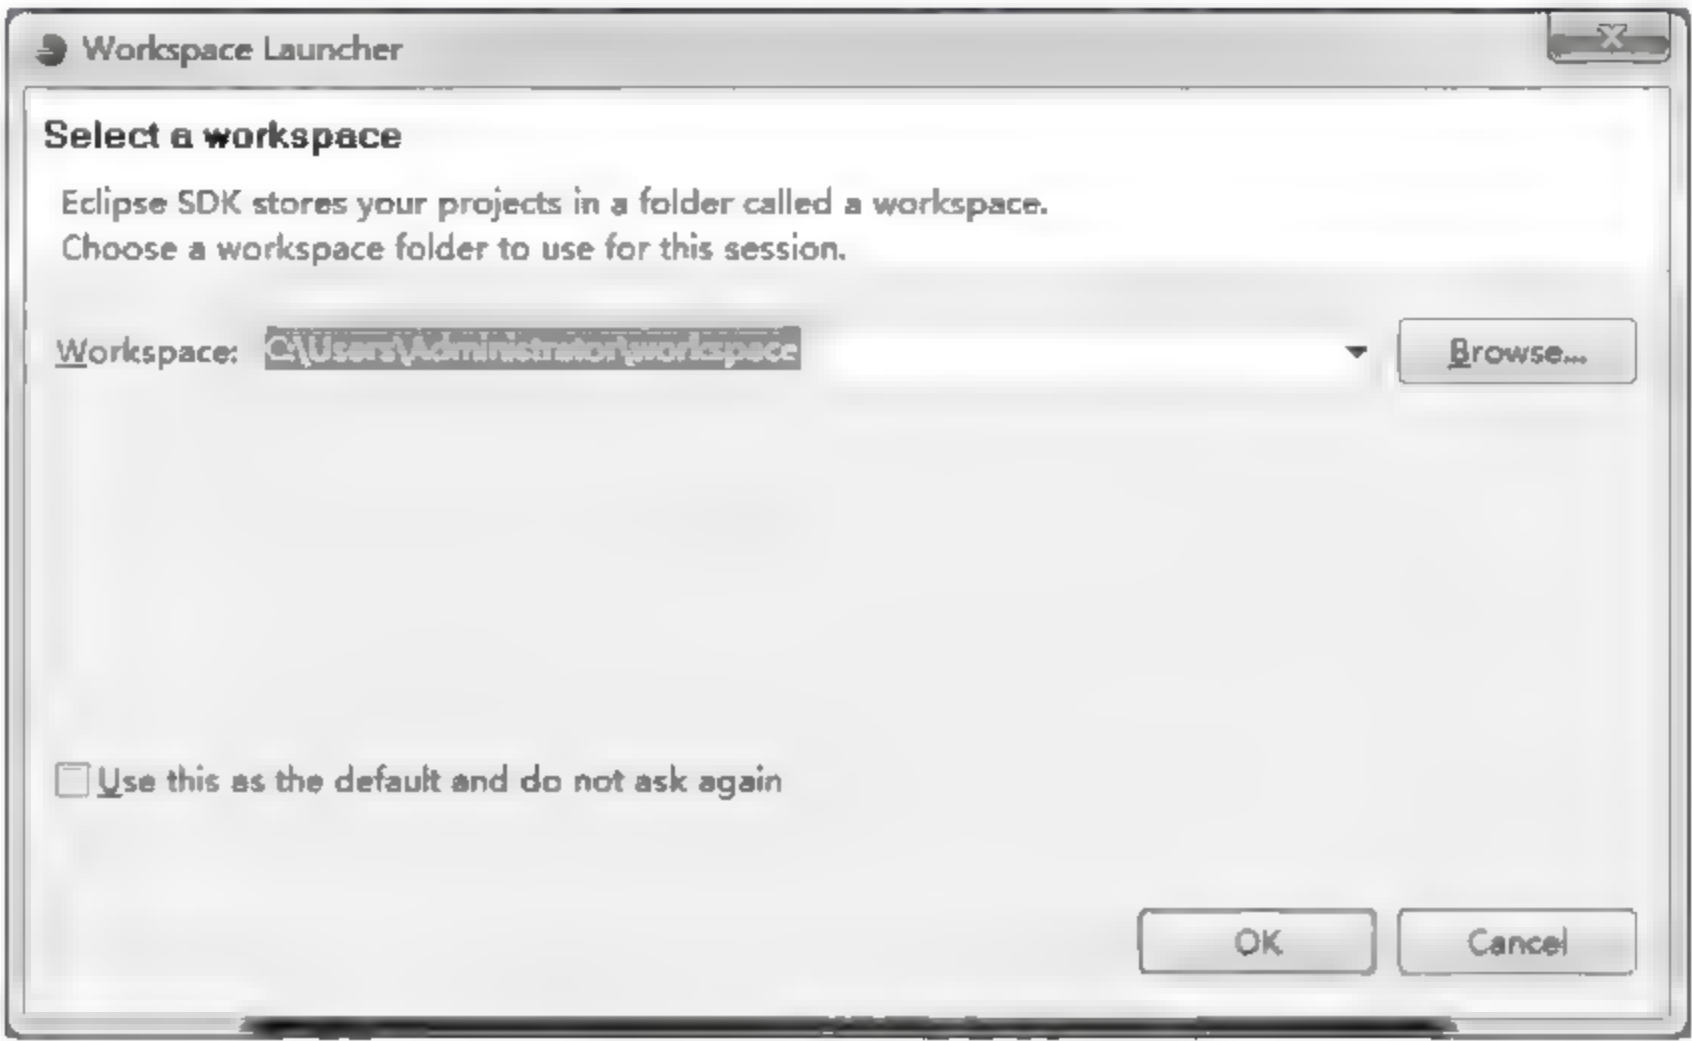 Workspace Launcher
Select a workspace
Eclipse SDK stores your projects in a folder called a workspace.
Choose a workspace folder to use for this session.
Workspace: C:\Users\Administrator\workspace Browse...
Use this as the default and do not ask again
OK Cancel